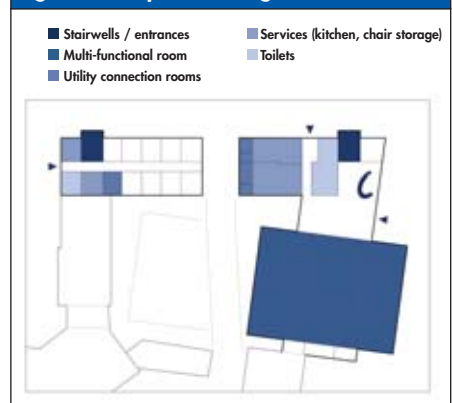 Stairwells / entrances
Services (kitchen, chair storage)
Multi-functional room
Toilets
Utility connection rooms